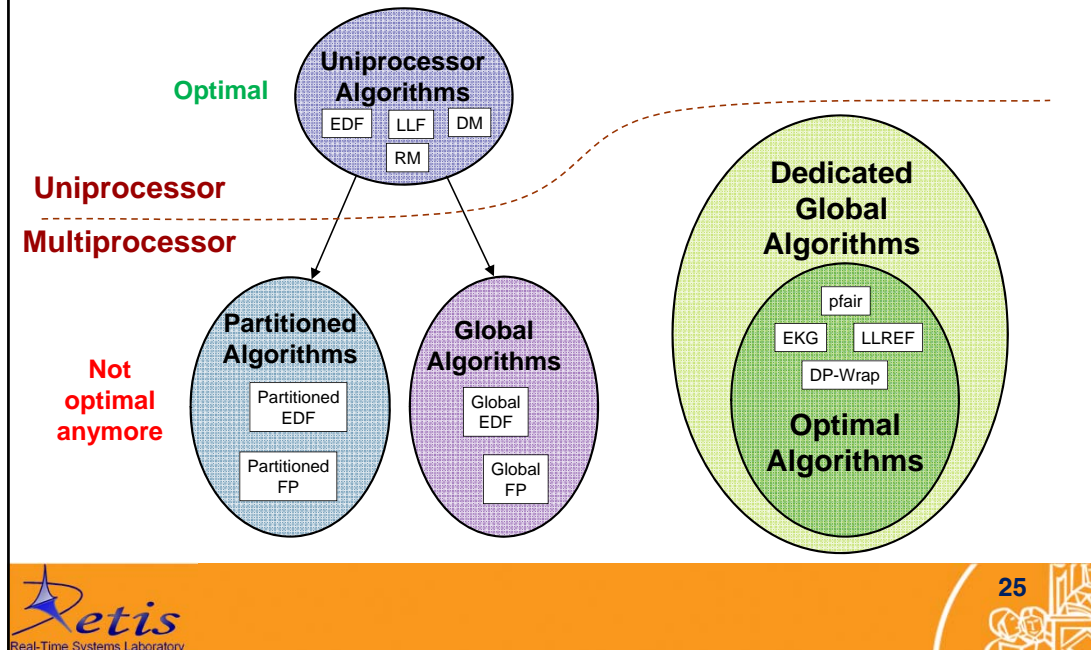 Optimal
Uniprocessor
Algorithms
EDF
LLF
DM
RM
Uniprocessor
Multiprocessor
Not
optimal
anymore
Partitioned
Algorithms
Partitioned
EDF
Partitioned
FP
Global
Algorithms
Global
EDF
Global
FP
Dedicated
Global
Algorithms
pfair
EKG
LLREF
DP-Wrap
Optimal
Algorithms
Retis
Real-Time Systems Laboratory
25